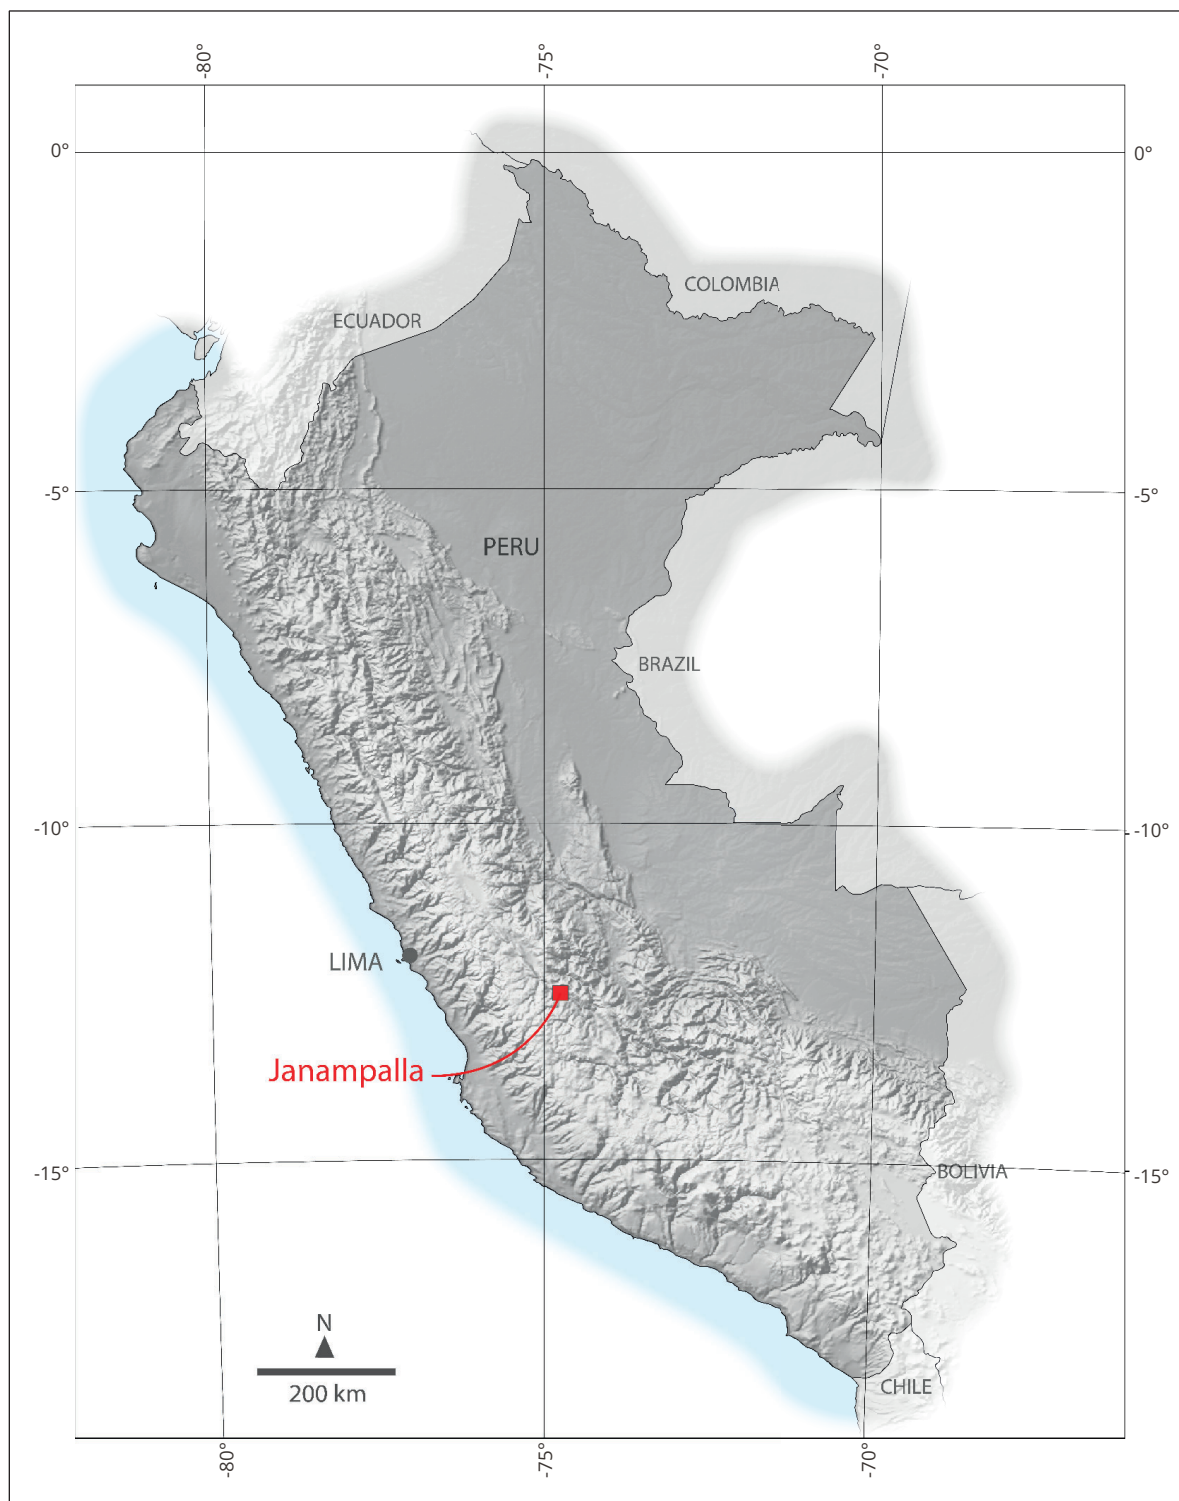 -80° -75° -70°
0° 0°
COLOMBIA
ECUADOR
-5° -5°
PERU
BRAZIL
-10° -10°
LIMA
Janampalla
-15° -15°
BOLIVIA
N
200 km
CHILE
-80° -75° -70°